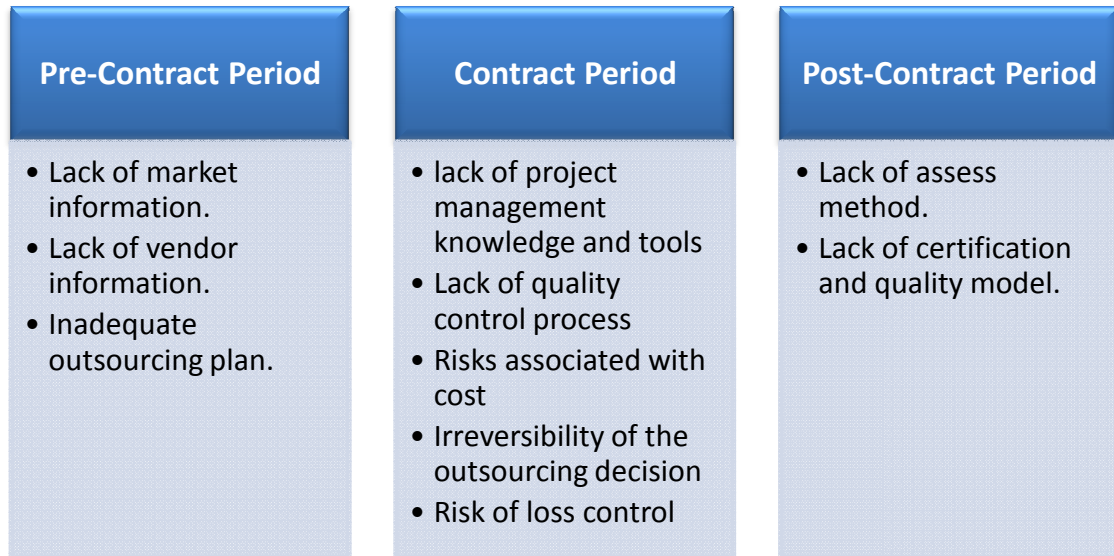 Pre-Contract Period
• Lack of market
information.
• Lack of vendor
information.
• Inadequate
outsourcing plan.
Contract Period
• lack of project
management
knowledge and tools
• Lack of quality
control process
• Risks associated with
cost
• Irreversibility of the
outsourcing decision
• Risk of loss control
Post-Contract Period
• Lack of assess
method.
• Lack of certification
and quality model.